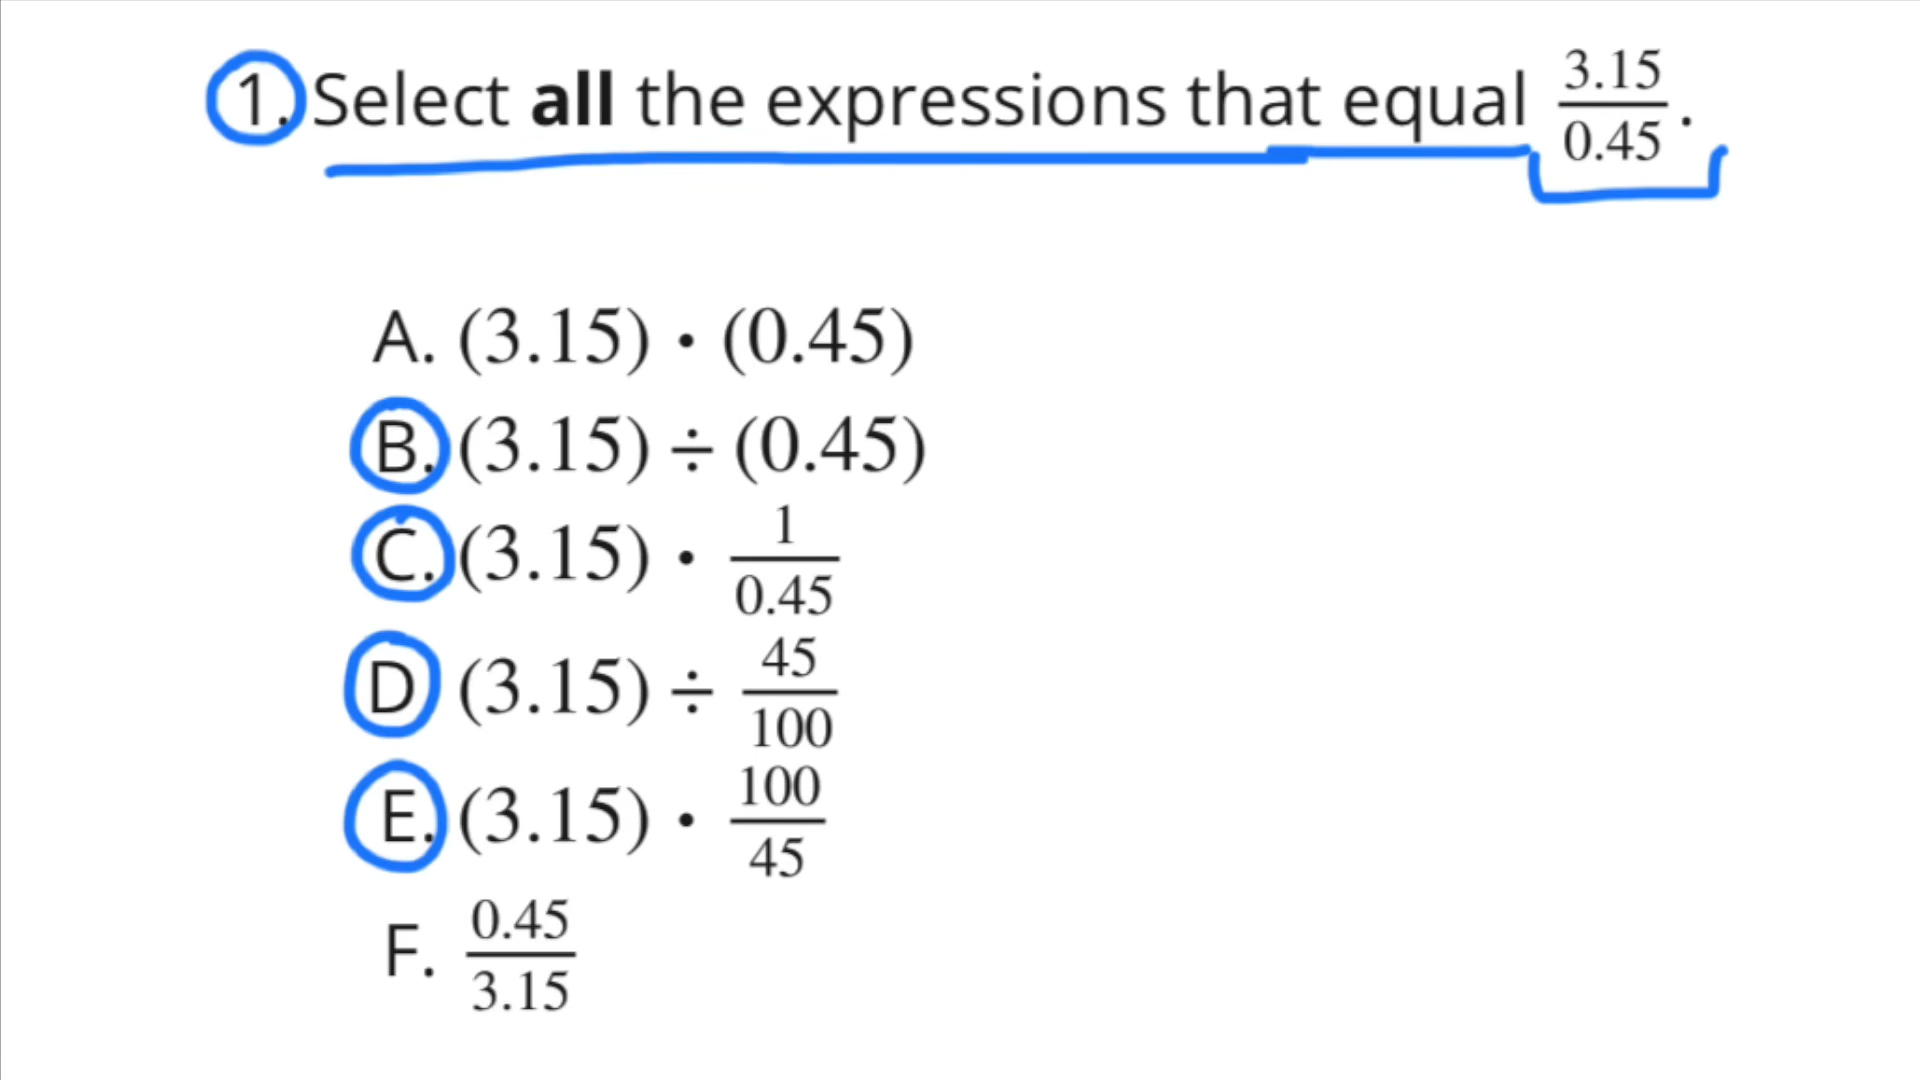 1. Select all the expressions that equal 3.15/0.45.
A. (3.15) · (0.45)
B. (3.15) ÷ (0.45)
C. (3.15) · 1/0.45
D (3.15) ÷ 45/100
E. (3.15) · 100/45
F. 0.45/3.15